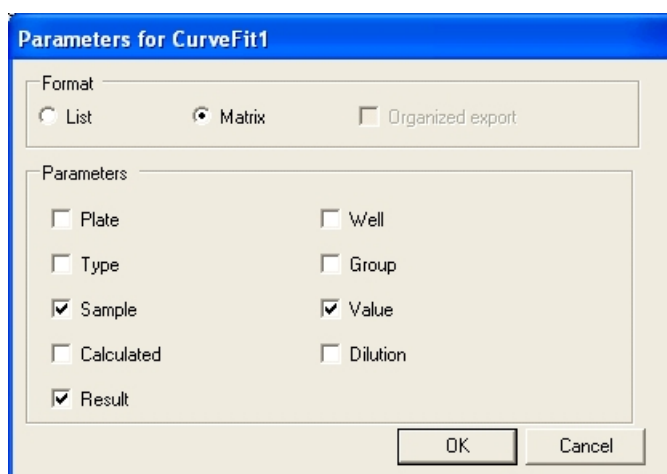 Parameters for CurveFit1
Format
List Matrix Organized export
Parameters
Plate Well
Type Group
Sample Value
Calculated Dilution
Result
OK Cancel